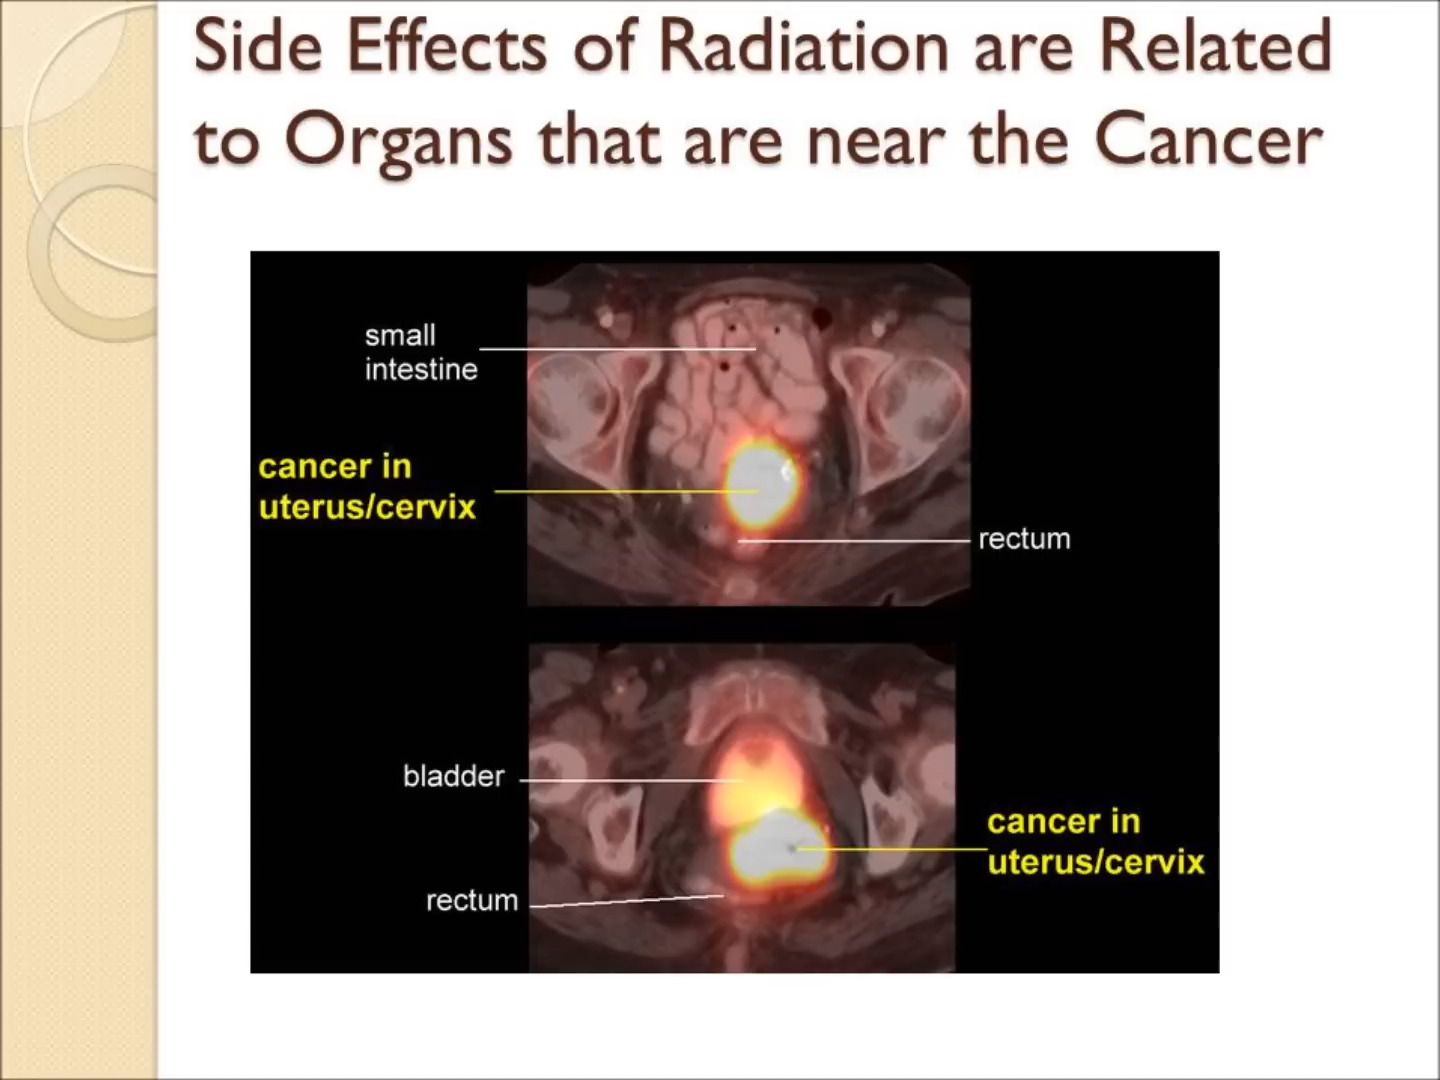 Side Effects of Radiation are Related
to Organs that are near the Cancer
small
intestine
cancer in
uterus/cervix
rectum
bladder
cancer in
uterus/cervix
rectum